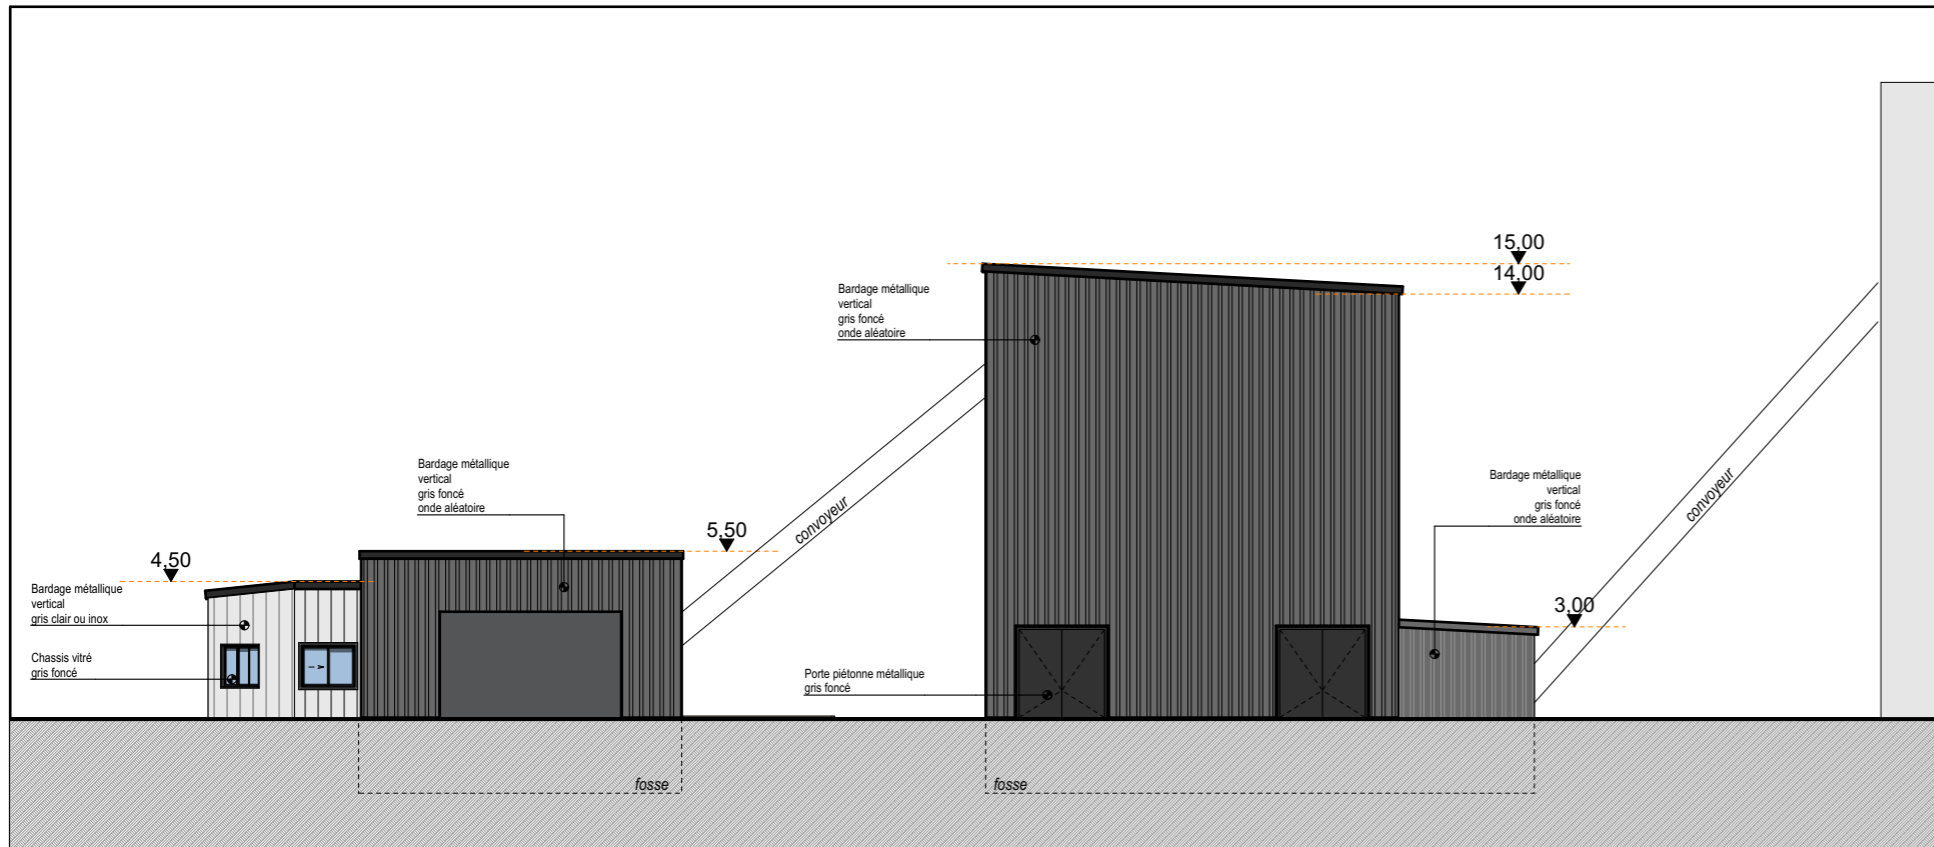 15,00
14,00
Bardage métallique
vertical
gris foncé
onde aléatoire
Bardage métallique
vertical
gris foncé
onde aléatoire
convoyeur
Bardage métallique
vertical
gris foncé
onde aléatoire
convoyeur
5,50
4,50
Bardage métallique
vertical
gris clair ou inox
3,00
Chassis vitré
gris foncé
Porte piétonne métallique
gris foncé
fosse
fosse